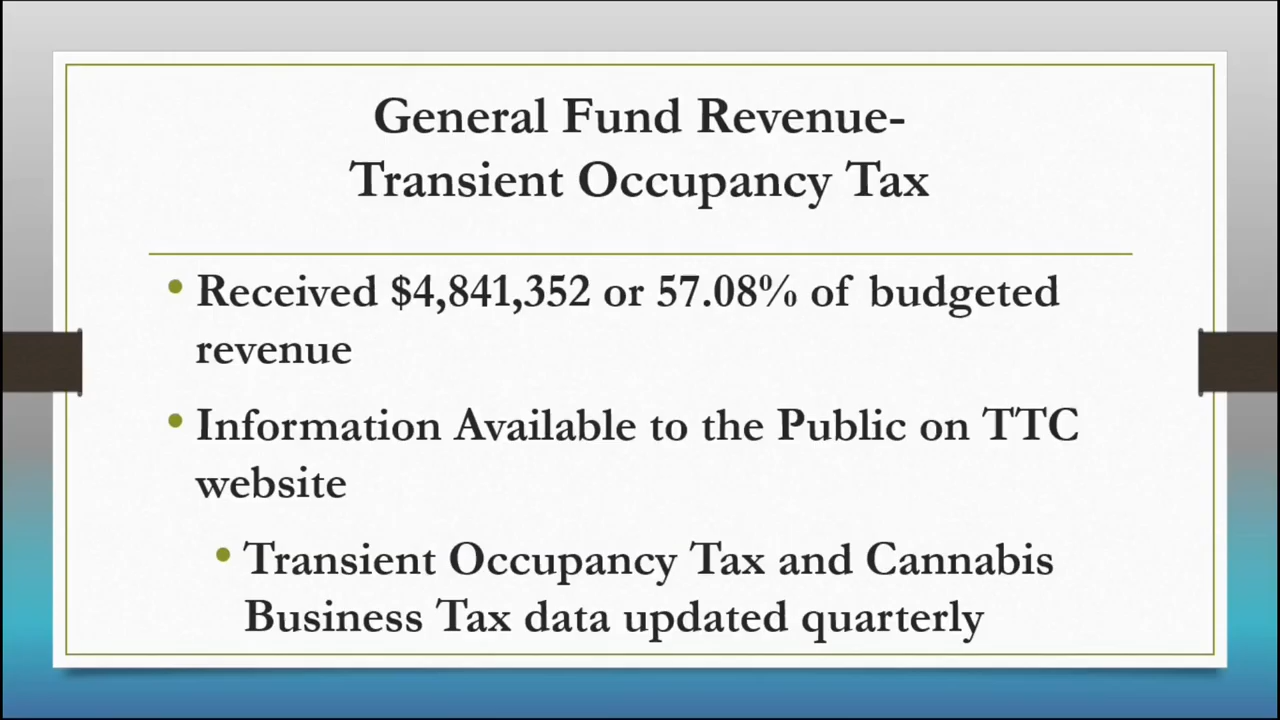 General Fund Revenue-
Transient Occupancy Tax
• Received $4,841,352 or 57.08% of budgeted
revenue
• Information Available to the Public on TTC
website
• Transient Occupancy Tax and Cannabis
Business Tax data updated quarterly